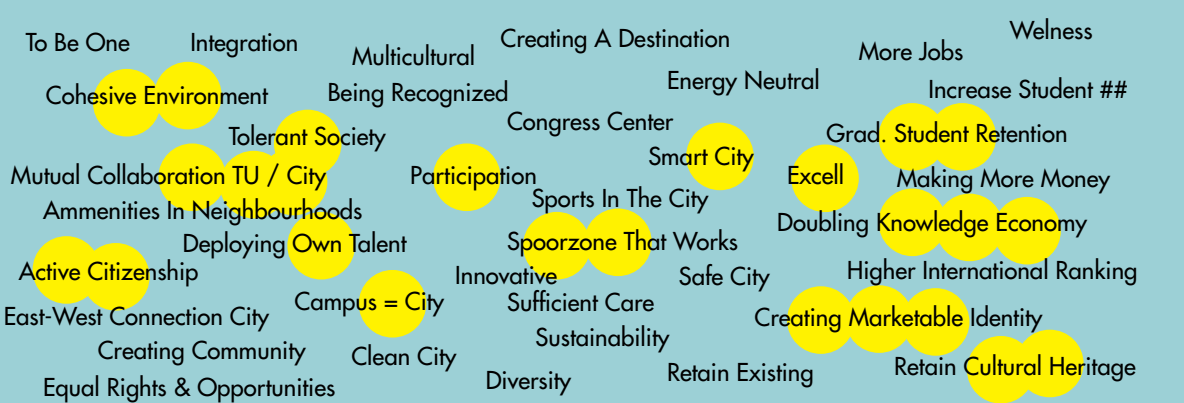 To Be One
Integration
Multicultural
Creating A Destination
More Jobs
Welness
Cohesive Environment
Being Recognized
Energy Neutral
Increase Student ##
Tolerant Society
Congress Center
Grad. Student Retention
Smart City
Mutual Collaboration TU / City
Participation
Excell
Making More Money
Ammenities In Neighbourhoods
Sports In The City
Doubling Knowledge Economy
Deploying Own Talent
Spoorzone That Works
Active Citizenship
Innovative
Safe City
Higher International Ranking
Campus = City
Sufficient Care
East-West Connection City
Creating Marketable Identity
Sustainability
Creating Community
Clean City
Retain Existing
Retain Cultural Heritage
Equal Rights & Opportunities
Diversity